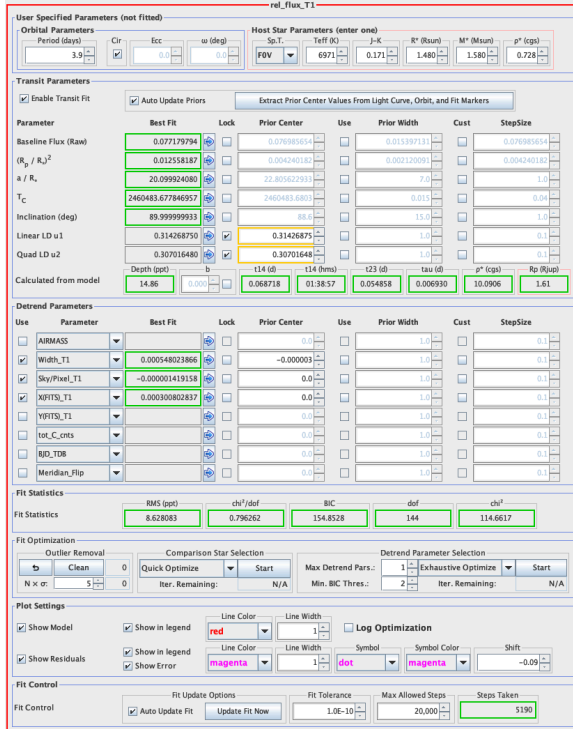 rel_flux_T1
User Specified Parameters (not fitted)
Orbital Parameters Host Star Parameters (enter one)
Period (days) Cir Ecc ω (deg) Sp.T. Teff (K) J-K R* (Rsun) M* (Msun) ρ* (cgs)
3.9 0.0 0.0 F0V 6971 0.171 1.480 1.580 0.728
Transit Parameters
Enable Transit Fit Auto Update Priors Extract Prior Center Values From Light Curve, Orbit, and Fit Markers
Parameter Best Fit Lock Prior Center Use Prior Width Cust StepSize
Baseline Flux (Raw) 0.077179794 0.076985654 0.015397131 0.076985654
(Rp / R*)² 0.012558187 0.004240182 0.002120091 0.004240182
a / R* 20.099924080 22.805622933 7.0 1.0
TC 2460483.677846957 2460483.6803 0.015 0.04
Inclination (deg) 89.999999933 88.6 15.0 1.0
Linear LD u1 0.314268750 0.31426875 1.0 0.1
Quad LD u2 0.307016480 0.30701648 1.0 0.1
Depth (ppt) b t14 (d) t14 (hms) t23 (d) tau (d) ρ* (cgs) Rp (Rjup)
Calculated from model 14.86 0.000 0.068718 01:38:57 0.054858 0.006930 10.0906 1.61
Detrend Parameters
Use Parameter Best Fit Lock Prior Center Use Prior Width Cust StepSize
AIRMASS 0.0 1.0 0.1
Width_T1 0.000548023866 -0.000003 1.0 0.1
Sky/Pixel_T1 -0.000001419158 0.0 1.0 0.1
X(FITS)_T1 0.000300802837 0.0 1.0 0.1
Y(FITS)_T1 0.0 1.0 0.1
tot_C_cnts 0.0 1.0 0.1
BJD_TDB 0.0 1.0 0.1
Meridian_Flip 0.0 1.0 0.1
Fit Statistics
RMS (ppt) chi²/dof BIC dof chi²
Fit Statistics 8.628083 0.796262 154.8528 144 114.6617
Fit Optimization
Outlier Removal Comparison Star Selection Detrend Parameter Selection
Clean 0 Quick Optimize Start Max Detrend Pars.: 1 Exhaustive Optimize Start
N × σ: 5 0 Iter. Remaining: N/A Min. BIC Thres.: 2 Iter. Remaining: N/A
Plot Settings
Line Color Line Width
Show Model Show in legend red 1 Log Optimization
Line Color Line Width Symbol Symbol Color Shift
Show Residuals Show in legend Show Error magenta 1 dot magenta -0.09
Fit Control
Fit Update Options Fit Tolerance Max Allowed Steps Steps Taken
Fit Control Auto Update Fit Update Fit Now 1.0E-10 20,000 5190